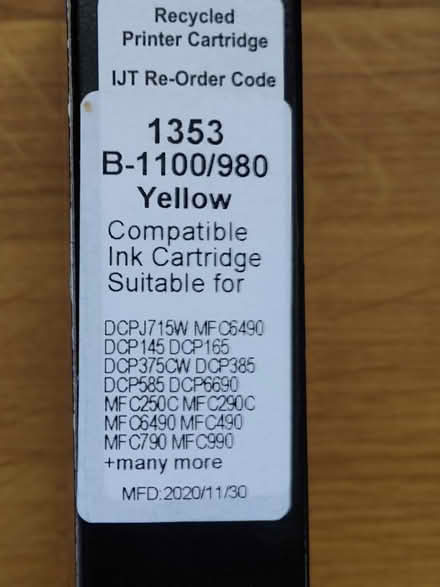 Recycled
Printer Cartridge
IJT Re-Order Code
1353
B-1100/980
Yellow
Compatible
Ink Cartridge
Suitable for
DCPJ715W MFC6490
DCP145 DCP165
DCP375CW DCP385
DCP585 DCP6690
MFC250C MFC290C
MFC6490 MFC490
MFC790 MFC990
+many more
MFD:2020/11/30